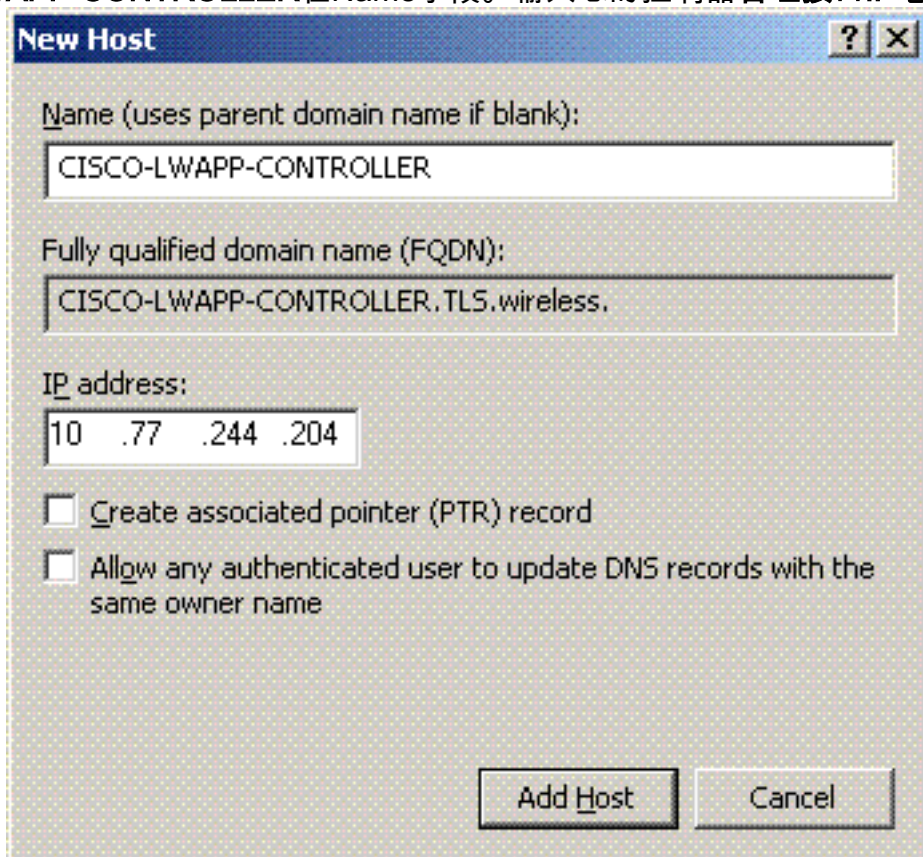 CONTROLLER
New Host
Name (uses parent domain name if blank):
CISCO-LWAPP-CONTROLLER
Fully qualified domain name (FQDN):
CISCO-LWAPP-CONTROLLER.TLS.wireless.
IP address:
10 .77 .244 .204
Create associated pointer (PTR) record
Allow any authenticated user to update DNS records with the
same owner name
Add Host
Cancel